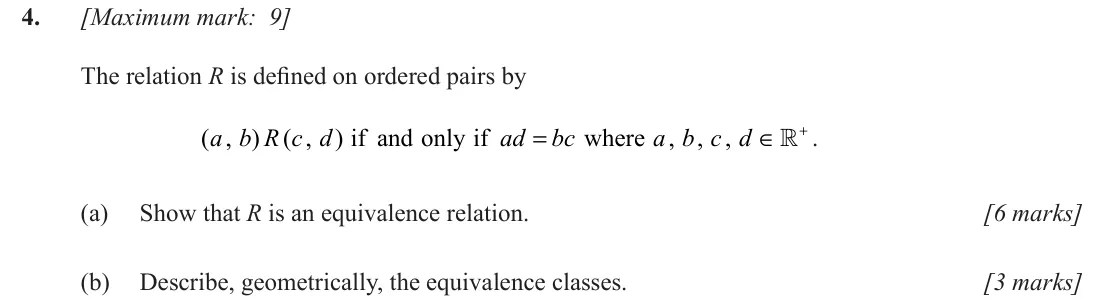 4. [Maximum mark: 9]
The relation R is defined on ordered pairs by
(a, b) R (c, d) if and only if ad = bc where a, b, c, d ∈ ℝ⁺.
(a) Show that R is an equivalence relation. [6 marks]
(b) Describe, geometrically, the equivalence classes. [3 marks]